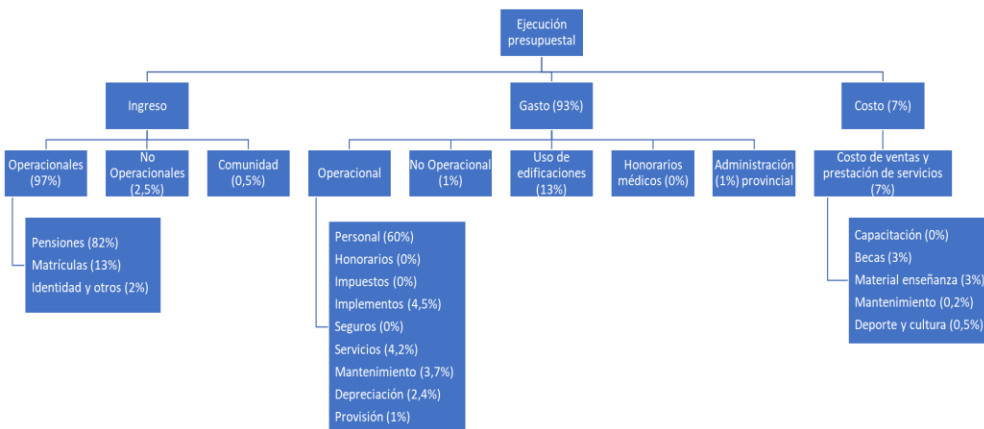 Ejecución
presupuestal
Ingreso
Gasto (93%)
Costo (7%)
Operacionales
(97%)
No
Operacionales
(2,5%)
Comunidad
(0,5%)
Operacional
No Operacional
(1%)
Uso de
edificaciones
(13%)
Honorarios
médicos (0%)
Administración
(1%) provincial
Costo de ventas y
prestación de servicios
(7%)
Pensiones (82%)
Matrículas (13%)
Identidad y otros (2%)
Personal (60%)
Honorarios (0%)
Impuestos (0%)
Implementos (4,5%)
Seguros (0%)
Servicios (4,2%)
Mantenimiento (3,7%)
Depreciación (2,4%)
Provisión (1%)
Capacitación (0%)
Becas (3%)
Material enseñanza (3%)
Mantenimiento (0,2%)
Deporte y cultura (0,5%)